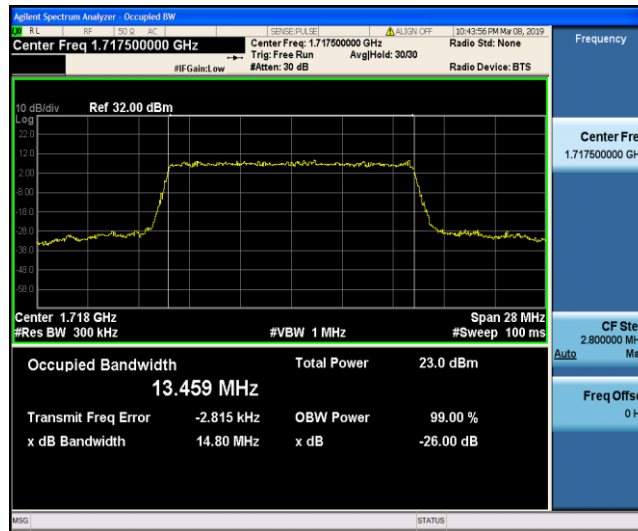 Agilent Spectrum Analyzer - Occupied BW
RL RF 50 Ω AC SENSE:PULSE ALIGN OFF 10:43:56 PM Mar 08, 2019
Center Freq 1.717500000 GHz
Center Freq: 1.717500000 GHz
Radio Std: None
Trig: Free Run Avg|Hold: 30/30
#IFGain:Low
#Atten: 30 dB
Radio Device: BTS
Frequency
10 dB/div Ref 32.00 dBm
Log
22.0
12.0
2.00
-8.00
-18.0
-28.0
-38.0
-48.0
-58.0
Center Fre
1.717500000 GH
Center 1.718 GHz Span 28 MHz
#Res BW 300 kHz #VBW 1 MHz #Sweep 100 ms
CF Ste
2.800000 MH
Auto Ma
Occupied Bandwidth Total Power 23.0 dBm
13.459 MHz
Transmit Freq Error -2.815 kHz OBW Power 99.00 %
x dB Bandwidth 14.80 MHz x dB -26.00 dB
Freq Offse
0 H
MSG STATUS